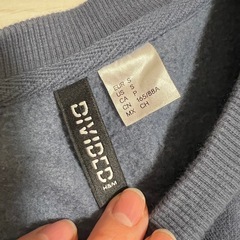 DIVIDED
H&M
EUR S
US S
CA P
CN 165/88A
MX CH